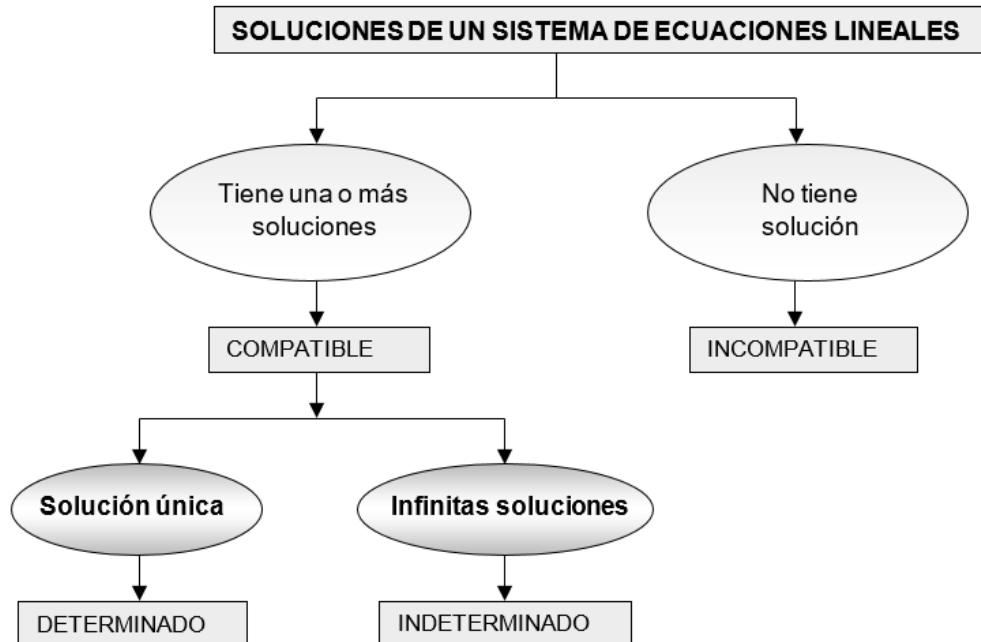 SOLUCIONES DE UN SISTEMA DE ECUACIONES LINEALES
Tiene una o más
soluciones
No tiene
solución
COMPATIBLE
INCOMPATIBLE
Solución única
Infinitas soluciones
DETERMINADO
INDETERMINADO